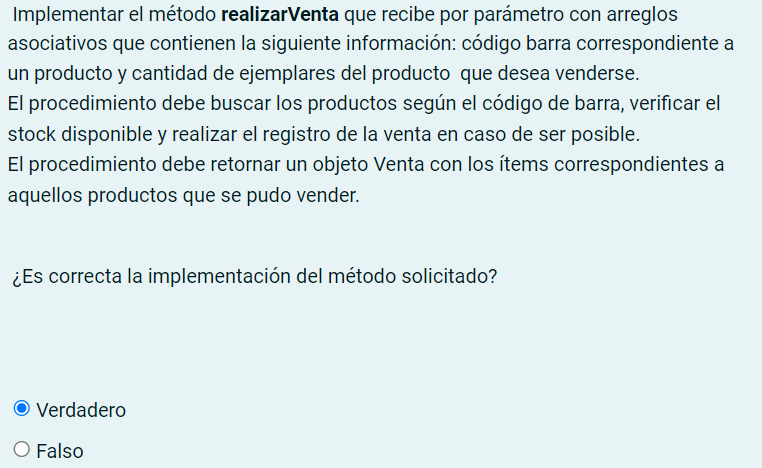 Implementar el método realizarVenta que recibe por parámetro con arreglos
asociativos que contienen la siguiente información: código barra correspondiente a
un producto y cantidad de ejemplares del producto que desea venderse.
El procedimiento debe buscar los productos según el código de barra, verificar el
stock disponible y realizar el registro de la venta en caso de ser posible.
El procedimiento debe retornar un objeto Venta con los ítems correspondientes a
aquellos productos que se pudo vender.
¿Es correcta la implementación del método solicitado?
Verdadero
Falso